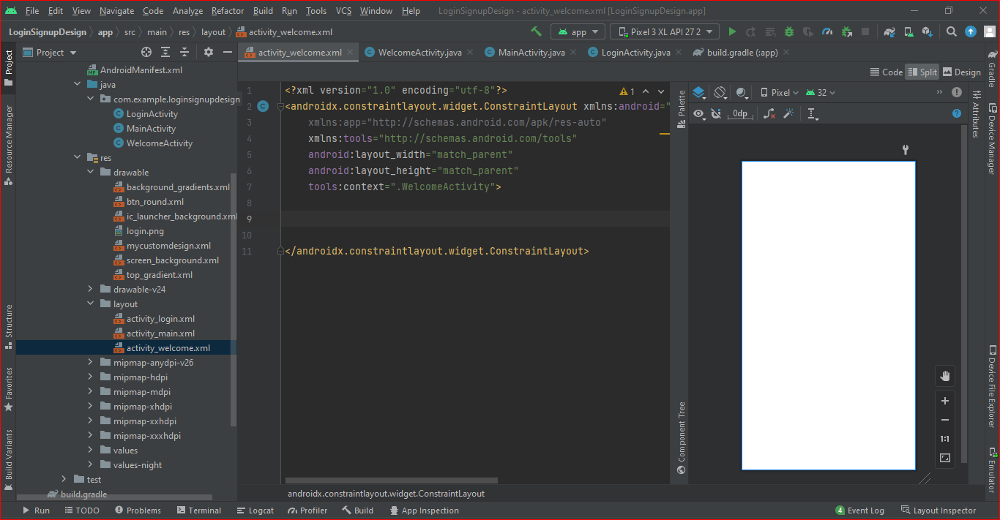 File Edit View Navigate Code Analyze Refactor Build Run Tools VCS Window Help LoginSignupDesign - activity_welcome.xml [LoginSignupDesign.app]
LoginSignupDesign app src main res layout activity_welcome.xml app Pixel 3 XL API 27 2
Project
activity_welcome.xml WelcomeActivity.java MainActivity.java LoginActivity.java build.gradle (:app)
Code Split Design
Project
Resource Manager
Structure
Favorites
Build Variants
AndroidManifest.xml
java
com.example.loginsignupdesign
LoginActivity
MainActivity
WelcomeActivity
res
drawable
background_gradients.xml
btn_round.xml
ic_launcher_background.xml
login.png
mycustomdesign.xml
screen_background.xml
top_gradient.xml
drawable-v24
layout
activity_login.xml
activity_main.xml
activity_welcome.xml
mipmap-anydpi-v26
mipmap-hdpi
mipmap-mdpi
mipmap-xhdpi
mipmap-xxhdpi
mipmap-xxxhdpi
values
values-night
test
build.gradle
1 <?xml version="1.0" encoding="utf-8"?> 1
2 <androidx.constraintlayout.widget.ConstraintLayout xmlns:android="
3 xmlns:app="http://schemas.android.com/apk/res-auto"
4 xmlns:tools="http://schemas.android.com/tools"
5 android:layout_width="match_parent"
6 android:layout_height="match_parent"
7 tools:context=".WelcomeActivity">
8
9
10
11 </androidx.constraintlayout.widget.ConstraintLayout>
androidx.constraintlayout.widget.ConstraintLayout
Palette
Component Tree
Pixel 32
0dp
1:1
Attributes
Gradle
Device Manager
Device File Explorer
Emulator
Run TODO Problems Terminal Logcat Profiler Build App Inspection 4 Event Log Layout Inspector